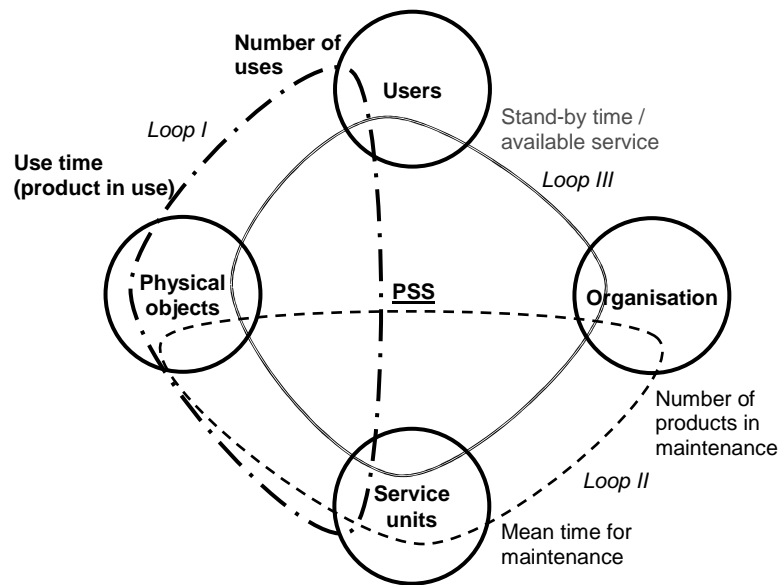 Number of
uses
Users
Loop I
Stand-by time /
available service
Loop III
Use time
(product in use)
Physical
objects
PSS
Organisation
Number of
products in
maintenance
Loop II
Service
units
Mean time for
maintenance